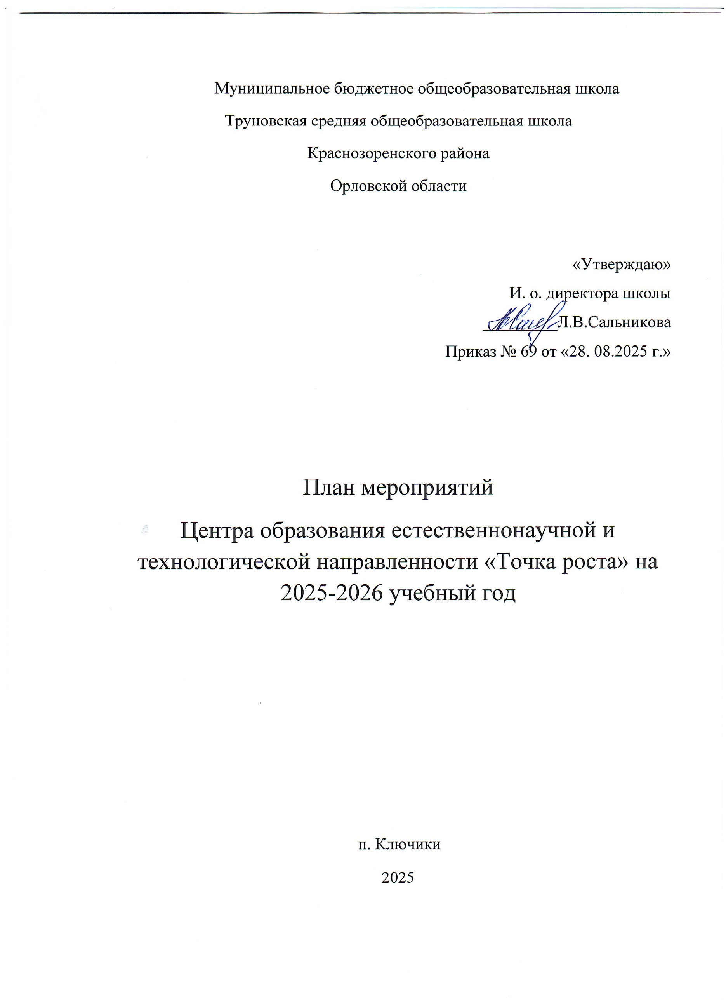 Муниципальное бюджетное общеобразовательная школа
Труновская средняя общеобразовательная школа
Краснозоренского района
Орловской области
«Утверждаю»
И. о. директора школы
Л.В.Сальникова
Приказ № 69 от «28. 08.2025 г.»
План мероприятий
Центра образования естественнонаучной и
технологической направленности «Точка роста» на
2025-2026 учебный год
п. Ключики
2025